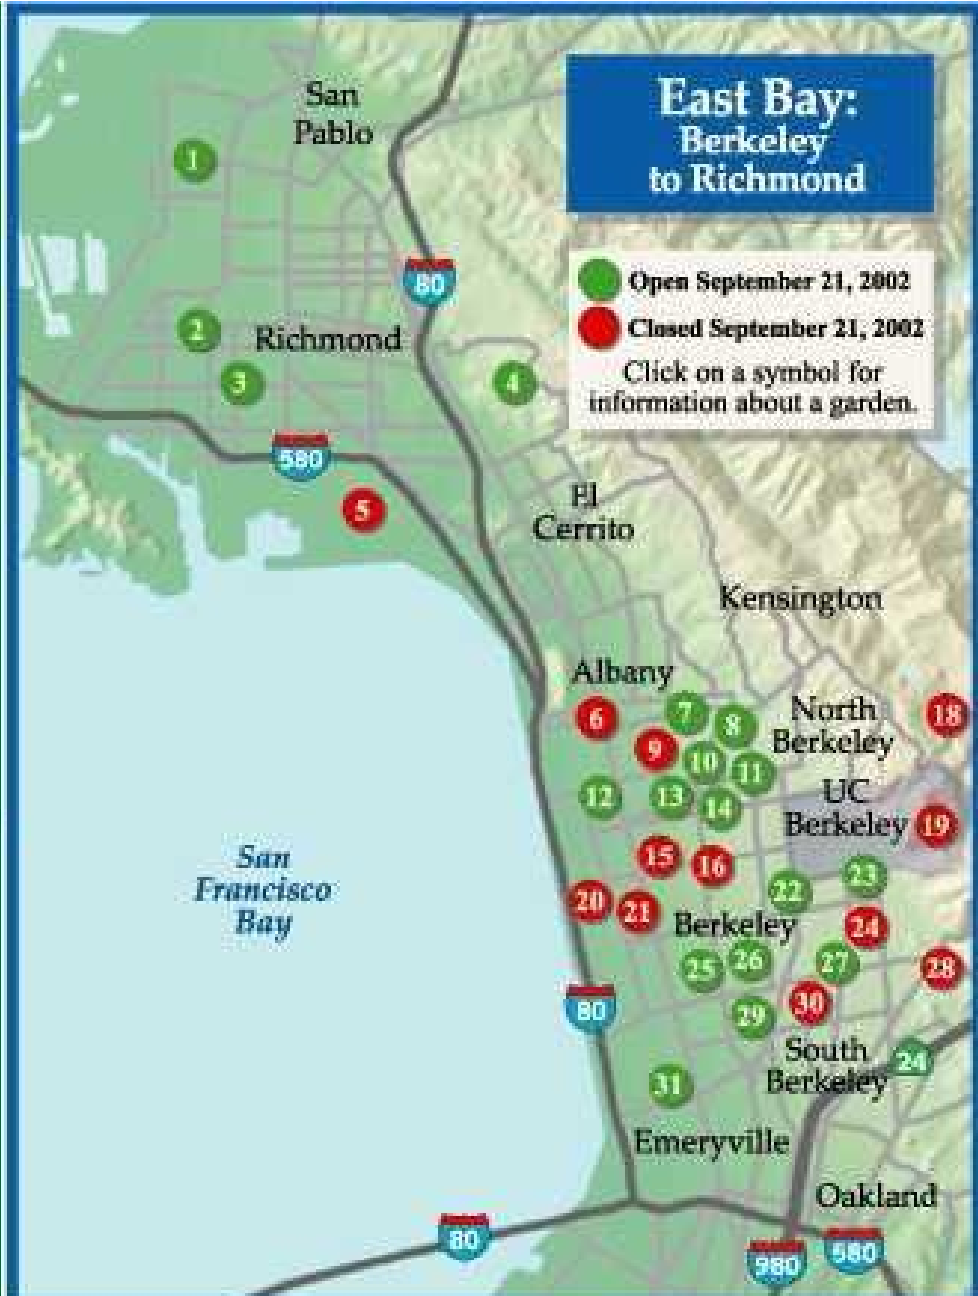 San
Pablo
East Bay:
Berkeley
to Richmond
1
80
Open September 21, 2002
Closed September 21, 2002
Click on a symbol for
information about a garden.
2
Richmond
3
4
580
5
El
Cerrito
Kensington
Albany
6
7
8
North
Berkeley
18
9
10
11
12
13
14
UC
Berkeley
19
15
16
San
Francisco
Bay
20
21
22
23
Berkeley
24
25
26
27
28
80
29
30
South
Berkeley
24
31
Emeryville
Oakland
80
980
580